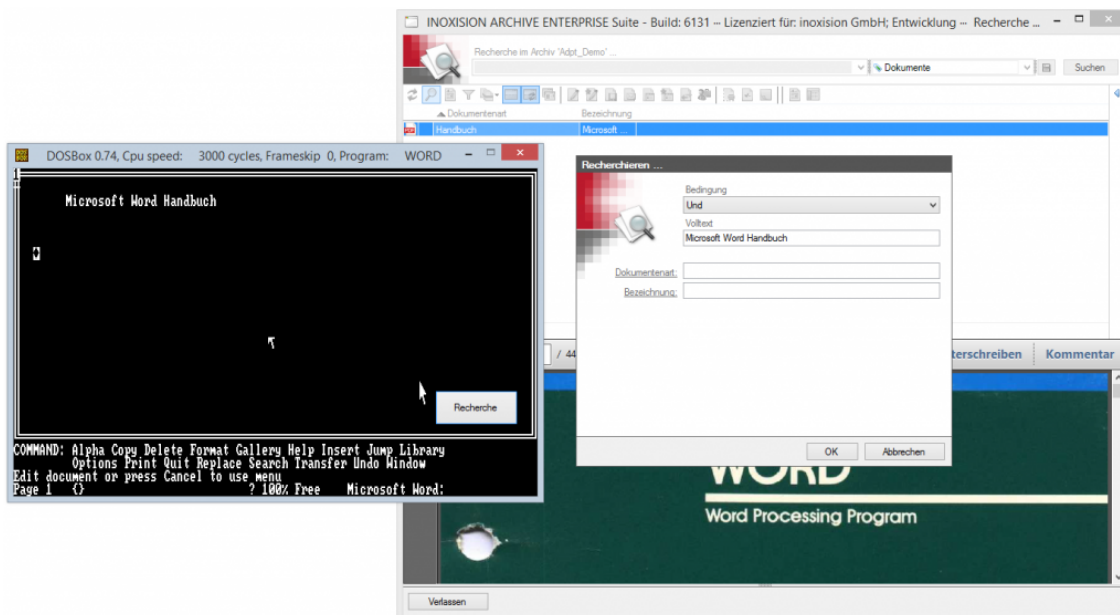 INOXISION ARCHIVE ENTERPRISE Suite - Build: 6131 -- Lizenziert für: inoxision GmbH; Entwicklung -- Recherche ...
Recherche im Archiv 'Adpt_Demo' ...
Dokumente
Suchen
Dokumentenart Bezeichnung
PDF Handbuch Microsoft ...
DOSBox 0.74, Cpu speed: 3000 cycles, Frameskip 0, Program: WORD
1
Microsoft Word Handbuch
Recherche
COMMAND: Alpha Copy Delete Format Gallery Help Insert Jump Library
Options Print Quit Replace Search Transfer Undo Window
Edit document or press Cancel to use menu
Page 1 {} ? 100% Free Microsoft Word:
Recherchieren ...
Bedingung
Und
Volltext
Microsoft Word Handbuch
Dokumentenart:
Bezeichnung:
OK Abbrechen
/ 44
terschreiben Kommentar
WORD
Word Processing Program
Verlassen